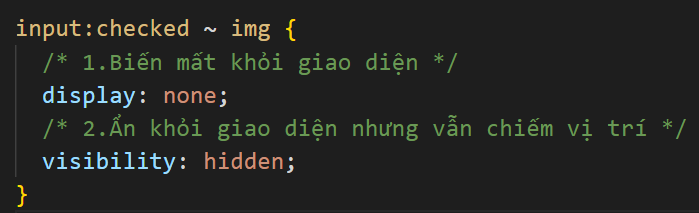 input:checked ~ img {
/* 1.Biến mất khỏi giao diện */
display: none;
/* 2.Ẩn khỏi giao diện nhưng vẫn chiếm vị trí */
visibility: hidden;
}